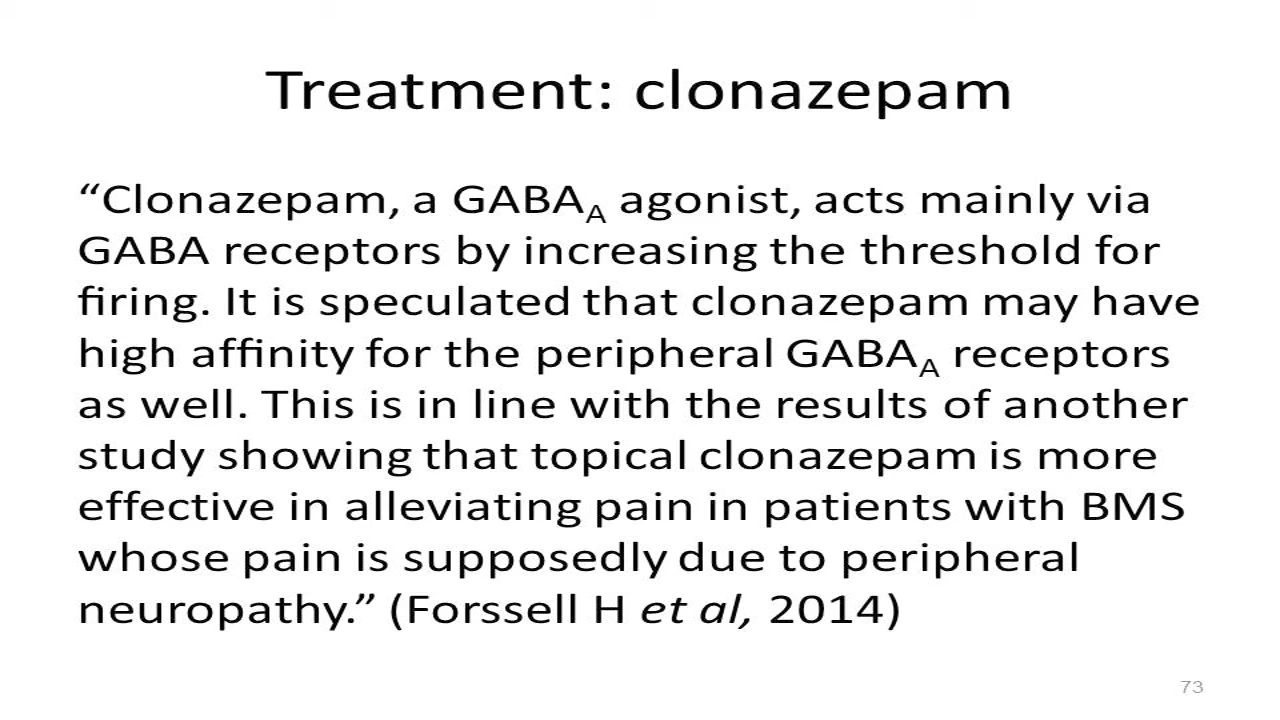 Treatment: clonazepam
“Clonazepam, a GABAA agonist, acts mainly via
GABA receptors by increasing the threshold for
firing. It is speculated that clonazepam may have
high affinity for the peripheral GABAA receptors
as well. This is in line with the results of another
study showing that topical clonazepam is more
effective in alleviating pain in patients with BMS
whose pain is supposedly due to peripheral
neuropathy.” (Forssell H et al, 2014)
73